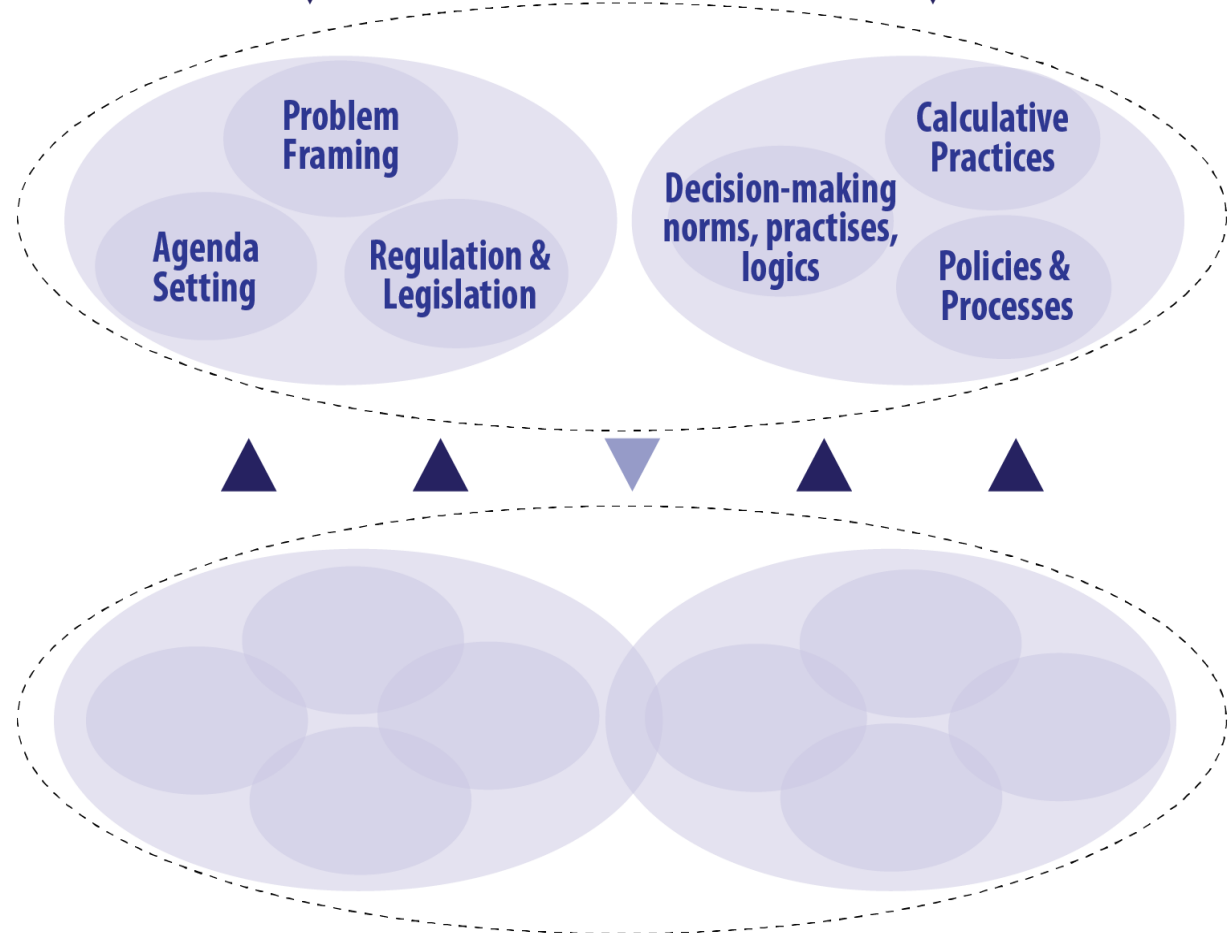 Problem
Framing
Agenda
Setting
Regulation &
Legislation
Decision-making
norms, practises,
logics
Calculative
Practices
Policies &
Processes